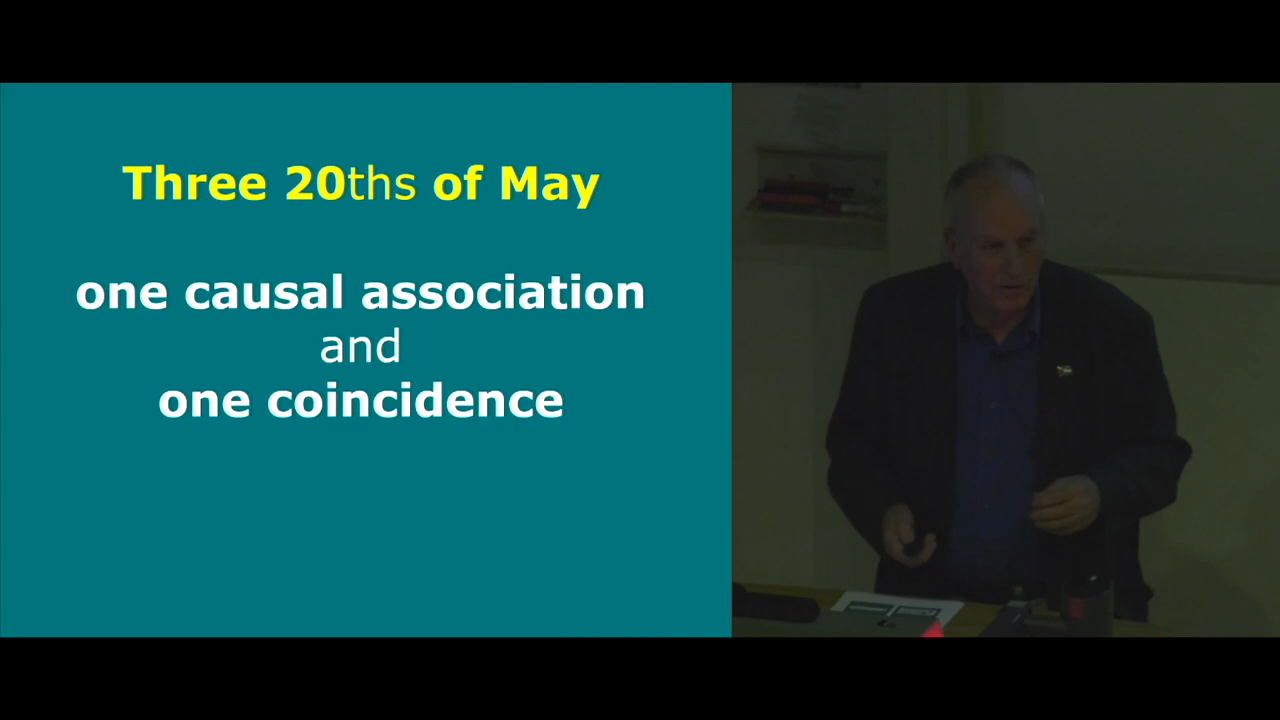 Three 20ths of May
one causal association
and
one coincidence